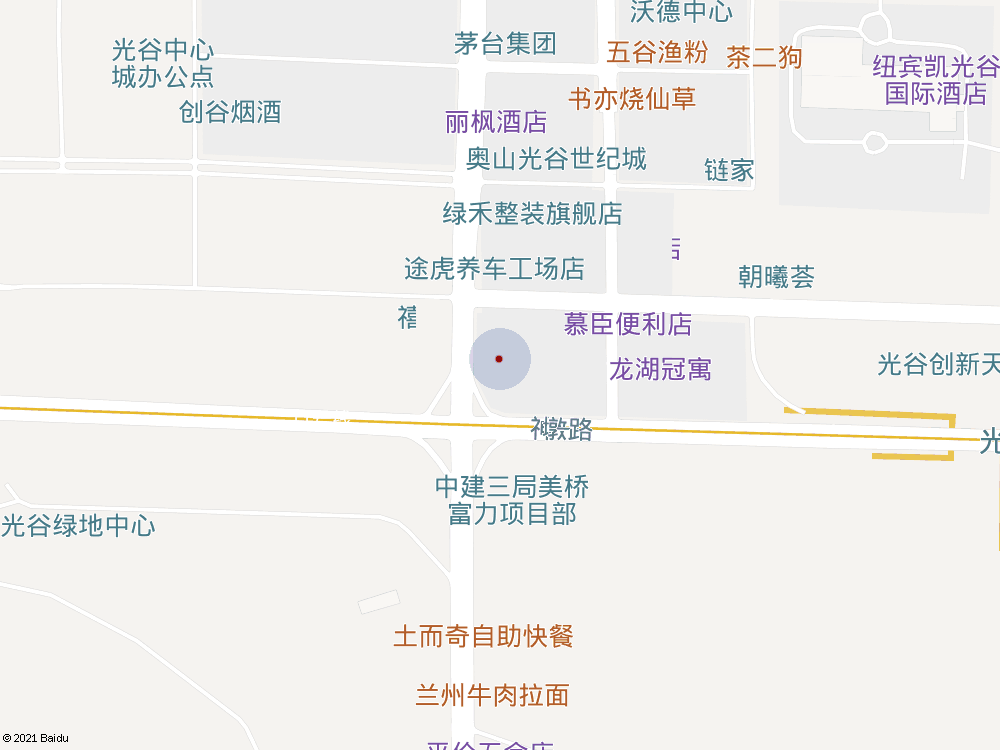 沃德中心
光谷中心
城办公点
茅台集团
五谷渔粉
茶二狗
纽宾凯光谷
国际酒店
创谷烟酒
书亦烧仙草
丽枫酒店
奥山光谷世纪城
链家
绿禾整装旗舰店
途虎养车工场店
朝曦荟
慕臣便利店
龙湖冠寓
光谷创新天
敦路
光
中建三局美桥
富力项目部
光谷绿地中心
土而奇自助快餐
兰州牛肉拉面
© 2021 Baidu